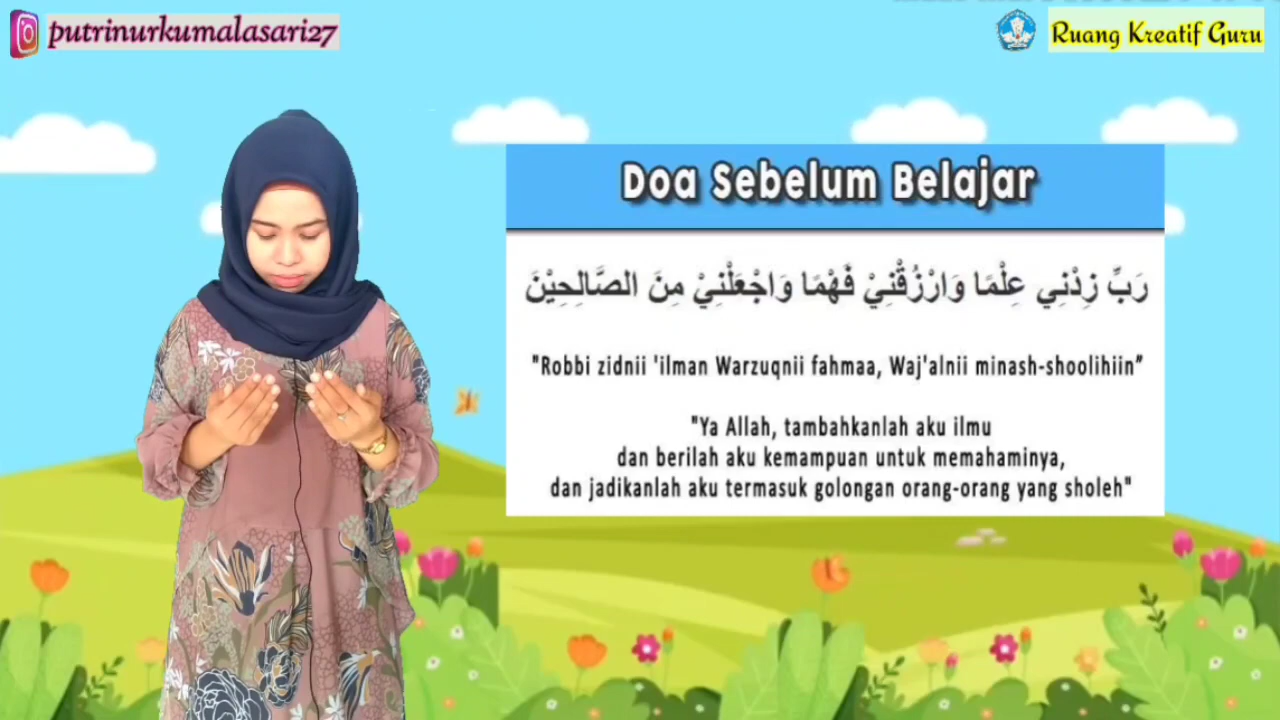 putrinurkumalasari27
Ruang Kreatif Guru
Doa Sebelum Belajar
رَبِّ زِدْنِي عِلْمًا وَارْزُقْنِيْ فَهْمًا وَاجْعَلْنِيْ مِنَ الصَّالِحِيْنَ
"Robbi zidnii 'ilman Warzuqnii fahmaa, Waj'alnii minash-shoolihiin”
"Ya Allah, tambahkanlah aku ilmu
dan berilah aku kemampuan untuk memahaminya,
dan jadikanlah aku termasuk golongan orang-orang yang sholeh"